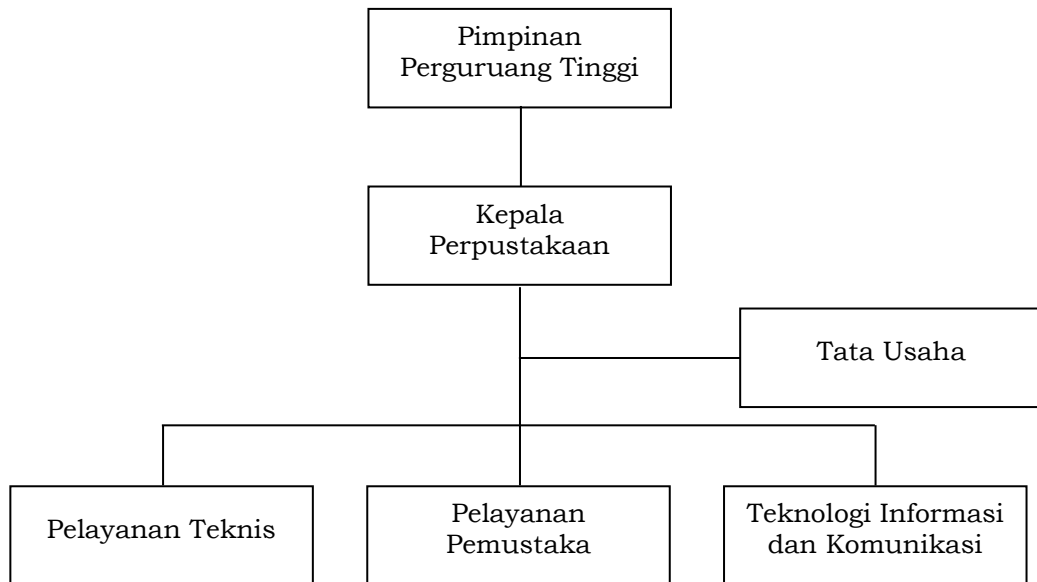 Pimpinan
Perguruang Tinggi
Kepala
Perpustakaan
Tata Usaha
Pelayanan Teknis
Pelayanan
Pemustaka
Teknologi Informasi
dan Komunikasi